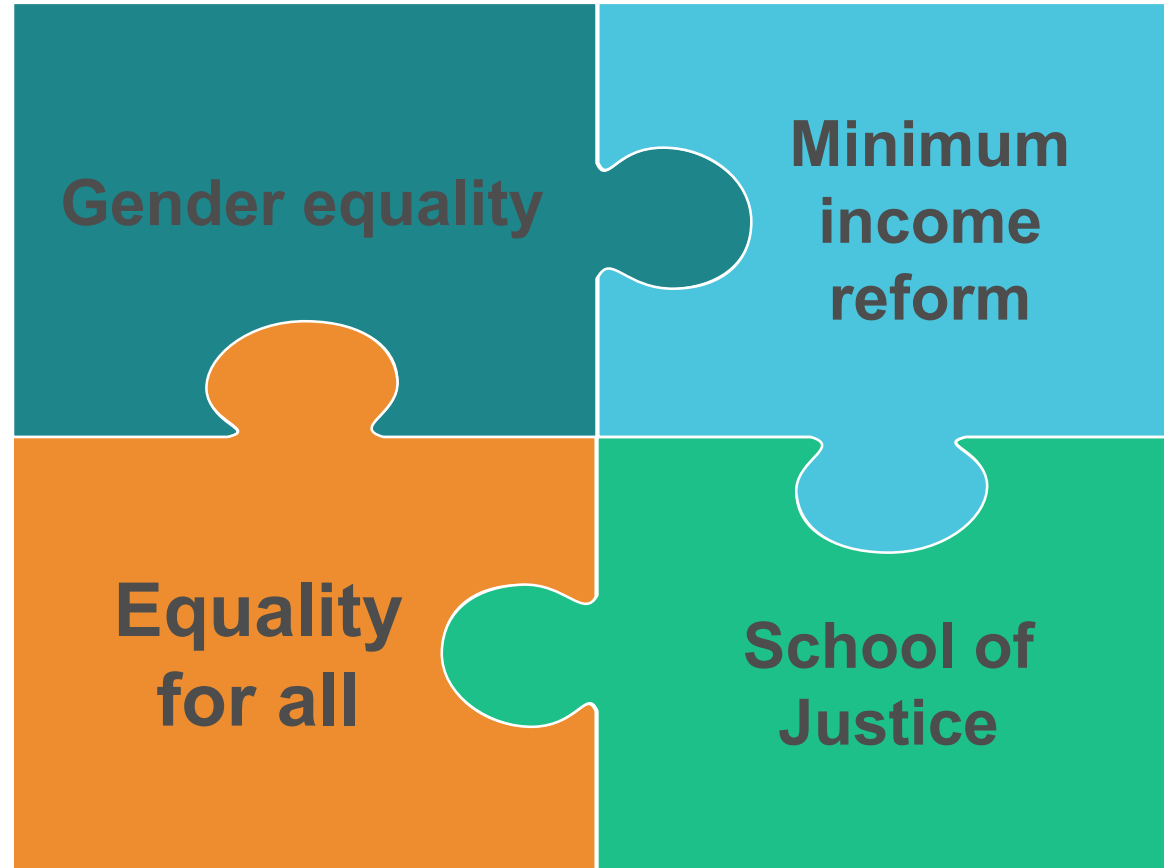 Gender equality
Minimum
income
reform
Equality
for all
School of
Justice